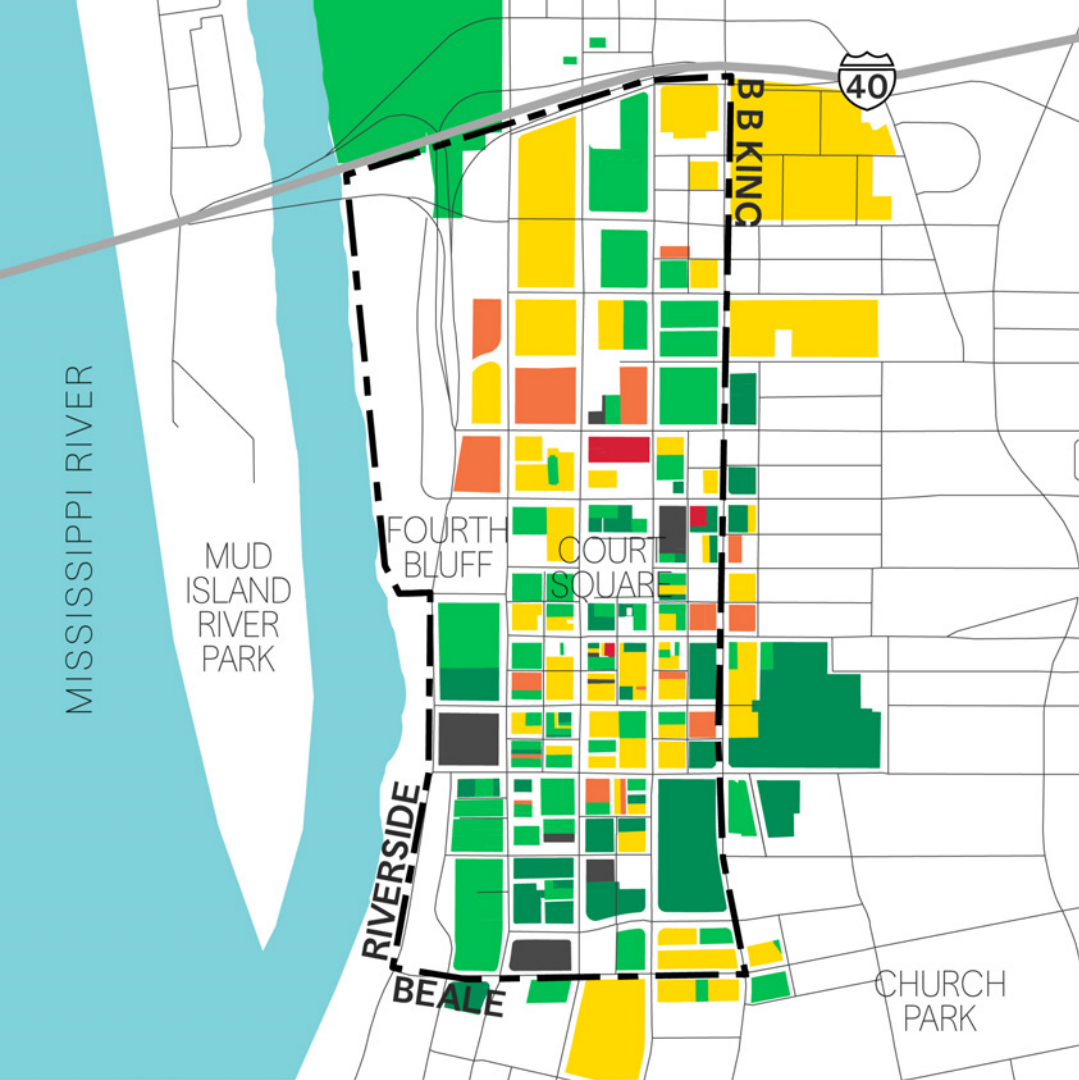 40
B B KING
MISSISSIPPI RIVER
FOURTH
BLUFF
COURT
SQUARE
MUD
ISLAND
RIVER
PARK
RIVERSIDE
BEALE
CHURCH
PARK